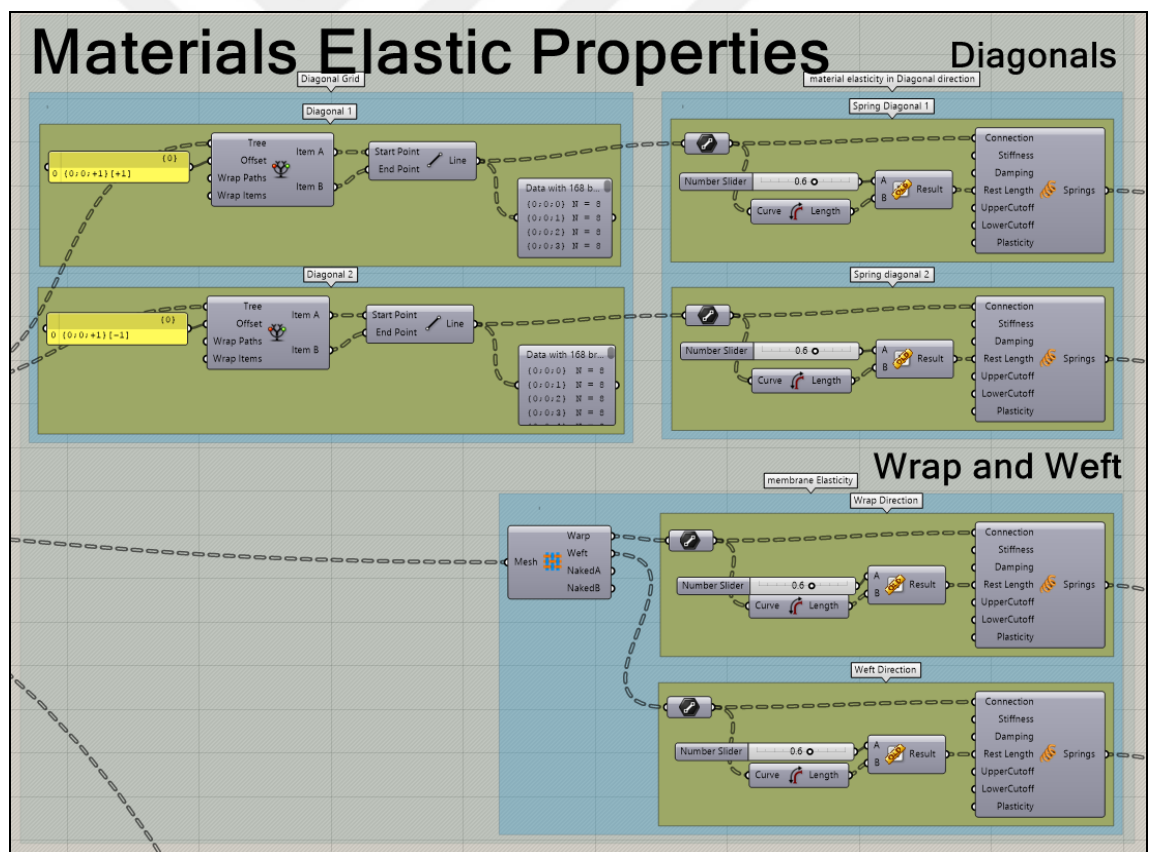 Materials Elastic Properties
Diagonals
Diagonal Grid
Diagonal 1
{0}
0 {0;0;+1}[+1]
Tree
Offset
Wrap Paths
Wrap Items
Item A
Item B
Start Point
End Point
Line
Data with 168 b...
{0;0;0} N = 8
{0;0;1} N = 8
{0;0;2} N = 8
{0;0;3} N = 8
Diagonal 2
{0}
0 {0;0;+1}[-1]
Tree
Offset
Wrap Paths
Wrap Items
Item A
Item B
Start Point
End Point
Line
Data with 168 br...
{0;0;0} N = 8
{0;0;1} N = 8
{0;0;2} N = 8
{0;0;3} N = 8
material elasticity in Diagonal direction
Spring Diagonal 1
Number Slider
0.6
Curve
Length
A
B
Result
Connection
Stiffness
Damping
Rest Length
UpperCutoff
LowerCutoff
Plasticity
Springs
Spring diagonal 2
Number Slider
0.6
Curve
Length
A
B
Result
Connection
Stiffness
Damping
Rest Length
UpperCutoff
LowerCutoff
Plasticity
Springs
Wrap and Weft
membrane Elasticity
Mesh
Warp
Weft
NakedA
NakedB
Wrap Direction
Number Slider
0.6
Curve
Length
A
B
Result
Connection
Stiffness
Damping
Rest Length
UpperCutoff
LowerCutoff
Plasticity
Springs
Weft Direction
Number Slider
0.6
Curve
Length
A
B
Result
Connection
Stiffness
Damping
Rest Length
UpperCutoff
LowerCutoff
Plasticity
Springs